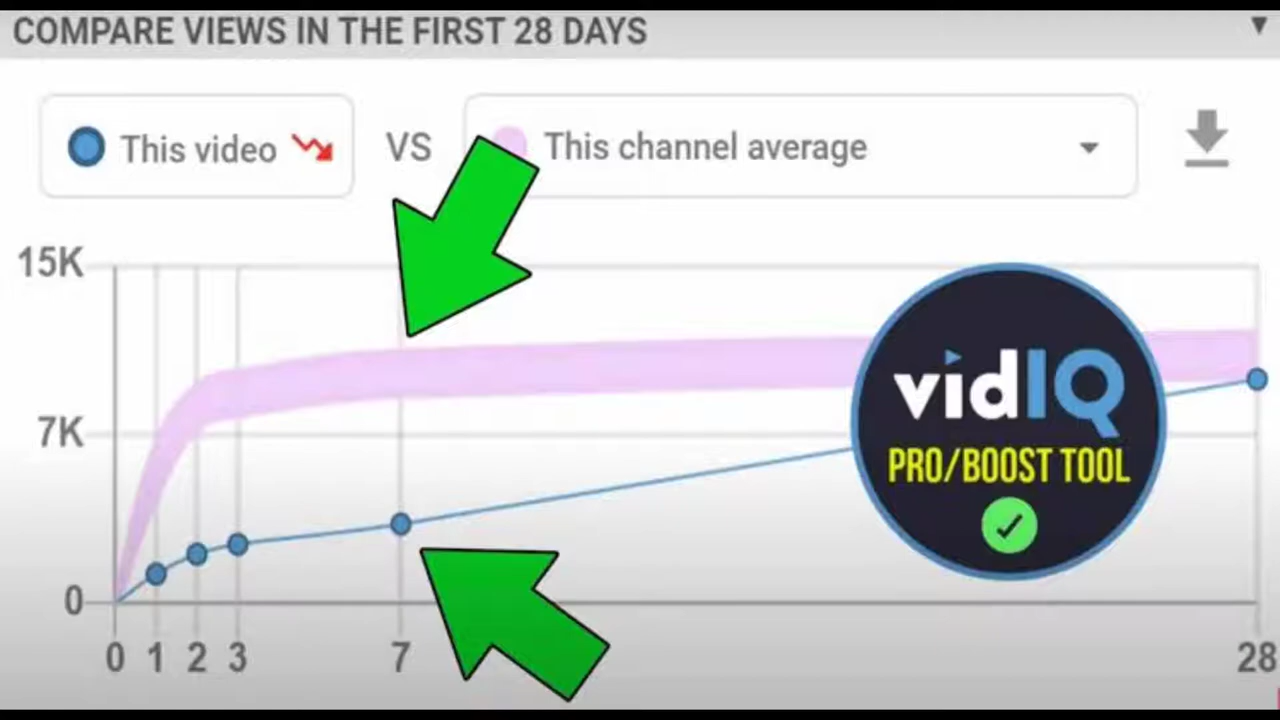 COMPARE VIEWS IN THE FIRST 28 DAYS
This video VS This channel average
15K
7K
0
0 1 2 3 7 28
vidIQ
PRO/BOOST TOOL